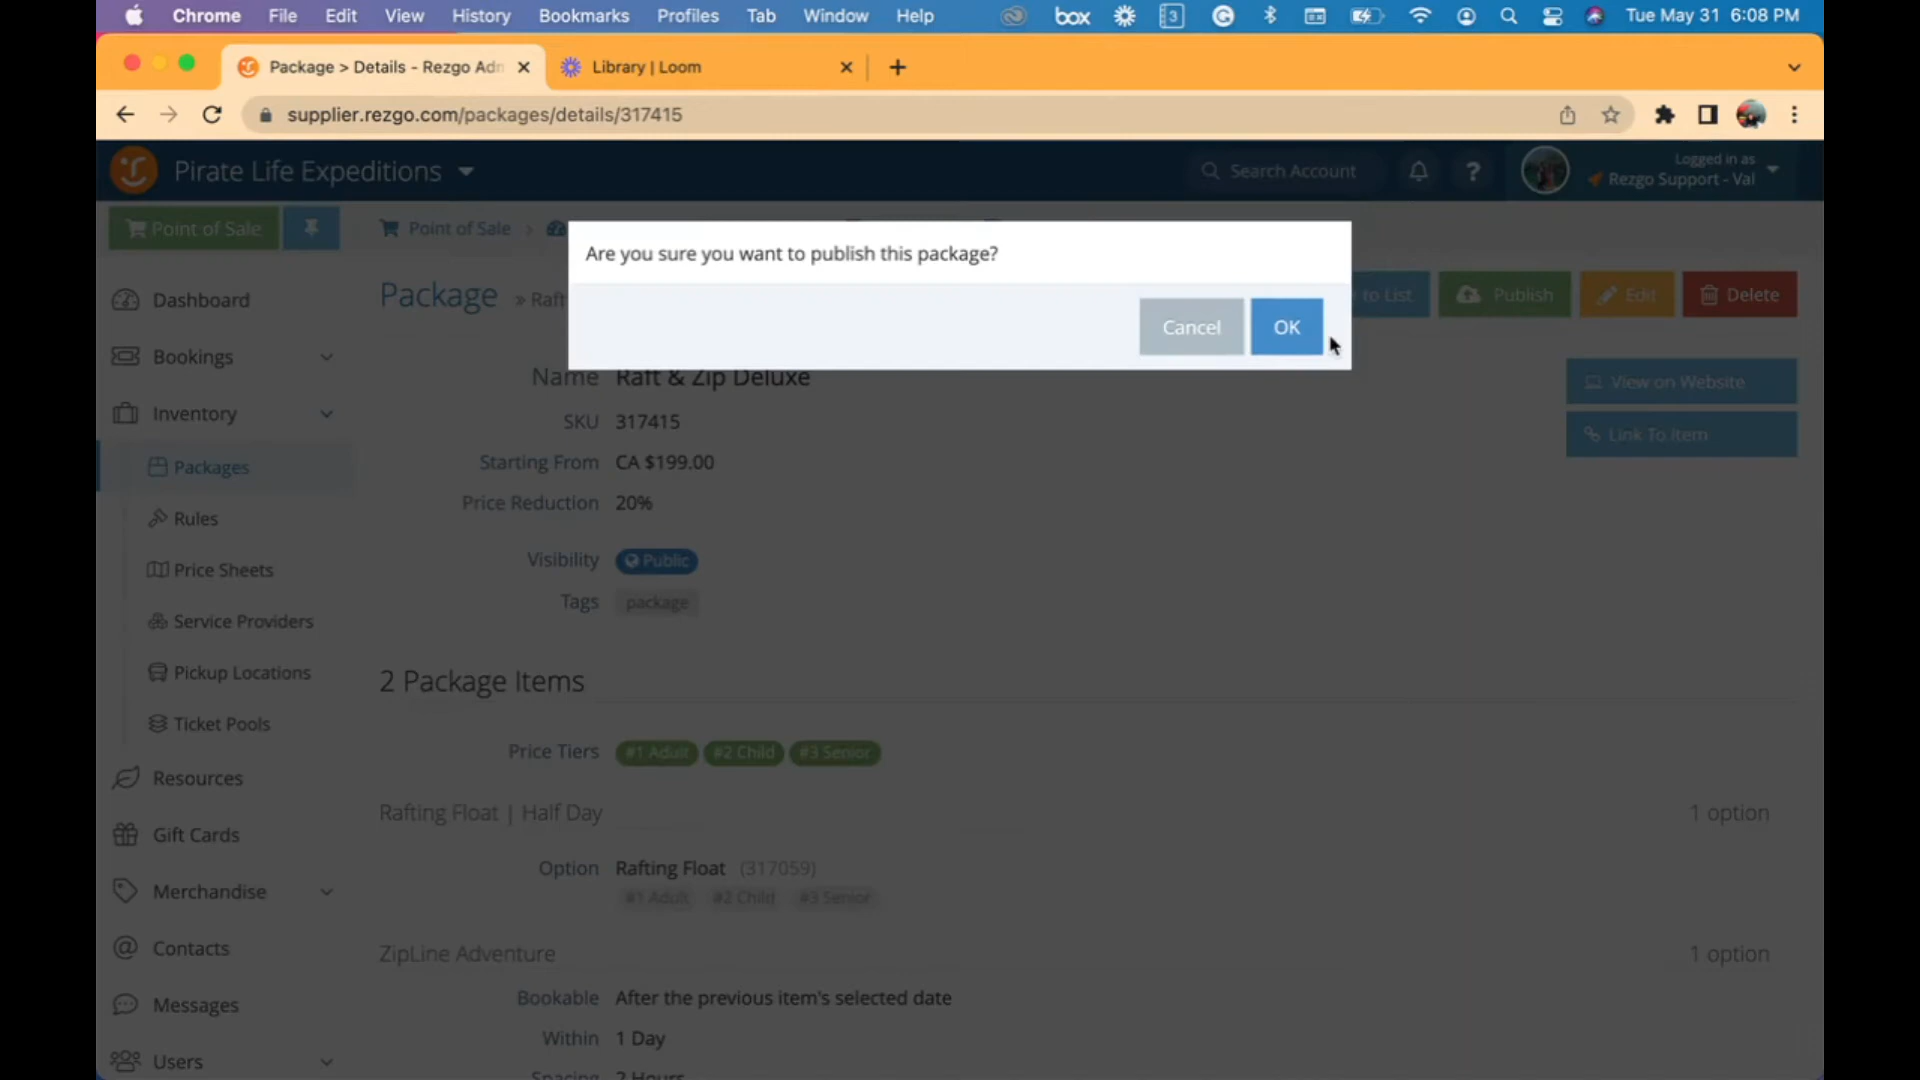 Chrome File Edit View History Bookmarks Profiles Tab Window Help box 3 Tue May 31 6:08 PM
Package > Details - Rezgo Adr
Library | Loom
supplier.rezgo.com/packages/details/317415
Pirate Life Expeditions
Search Account
?
Logged in as
Rezgo Support - Val
Point of Sale
Point of Sale
Are you sure you want to publish this package?
Cancel
OK
Package » Raft
to List
Publish
Edit
Delete
Dashboard
Bookings
Inventory
Packages
Rules
Price Sheets
Service Providers
Pickup Locations
Ticket Pools
Resources
Gift Cards
Merchandise
Contacts
Messages
Users
Name Raft & Zip Deluxe
SKU 317415
Starting From CA $199.00
Price Reduction 20%
Visibility Public
Tags package
View on Website
Link To Item
2 Package Items
Price Tiers #1 Adult #2 Child #3 Senior
Rafting Float | Half Day 1 option
Option Rafting Float (317059)
#1 Adult #2 Child #3 Senior
ZipLine Adventure 1 option
Bookable After the previous item's selected date
Within 1 Day
Spacing 2 Hours